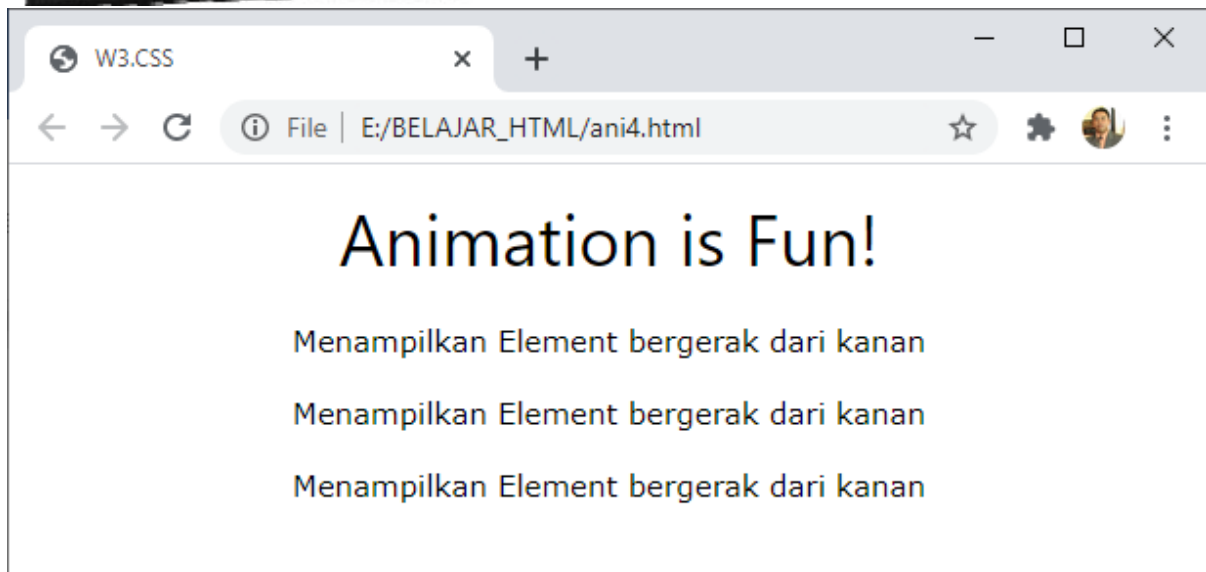 W3.CSS
File E:/BELAJAR_HTML/ani4.html
Animation is Fun!
Menampilkan Element bergerak dari kanan
Menampilkan Element bergerak dari kanan
Menampilkan Element bergerak dari kanan